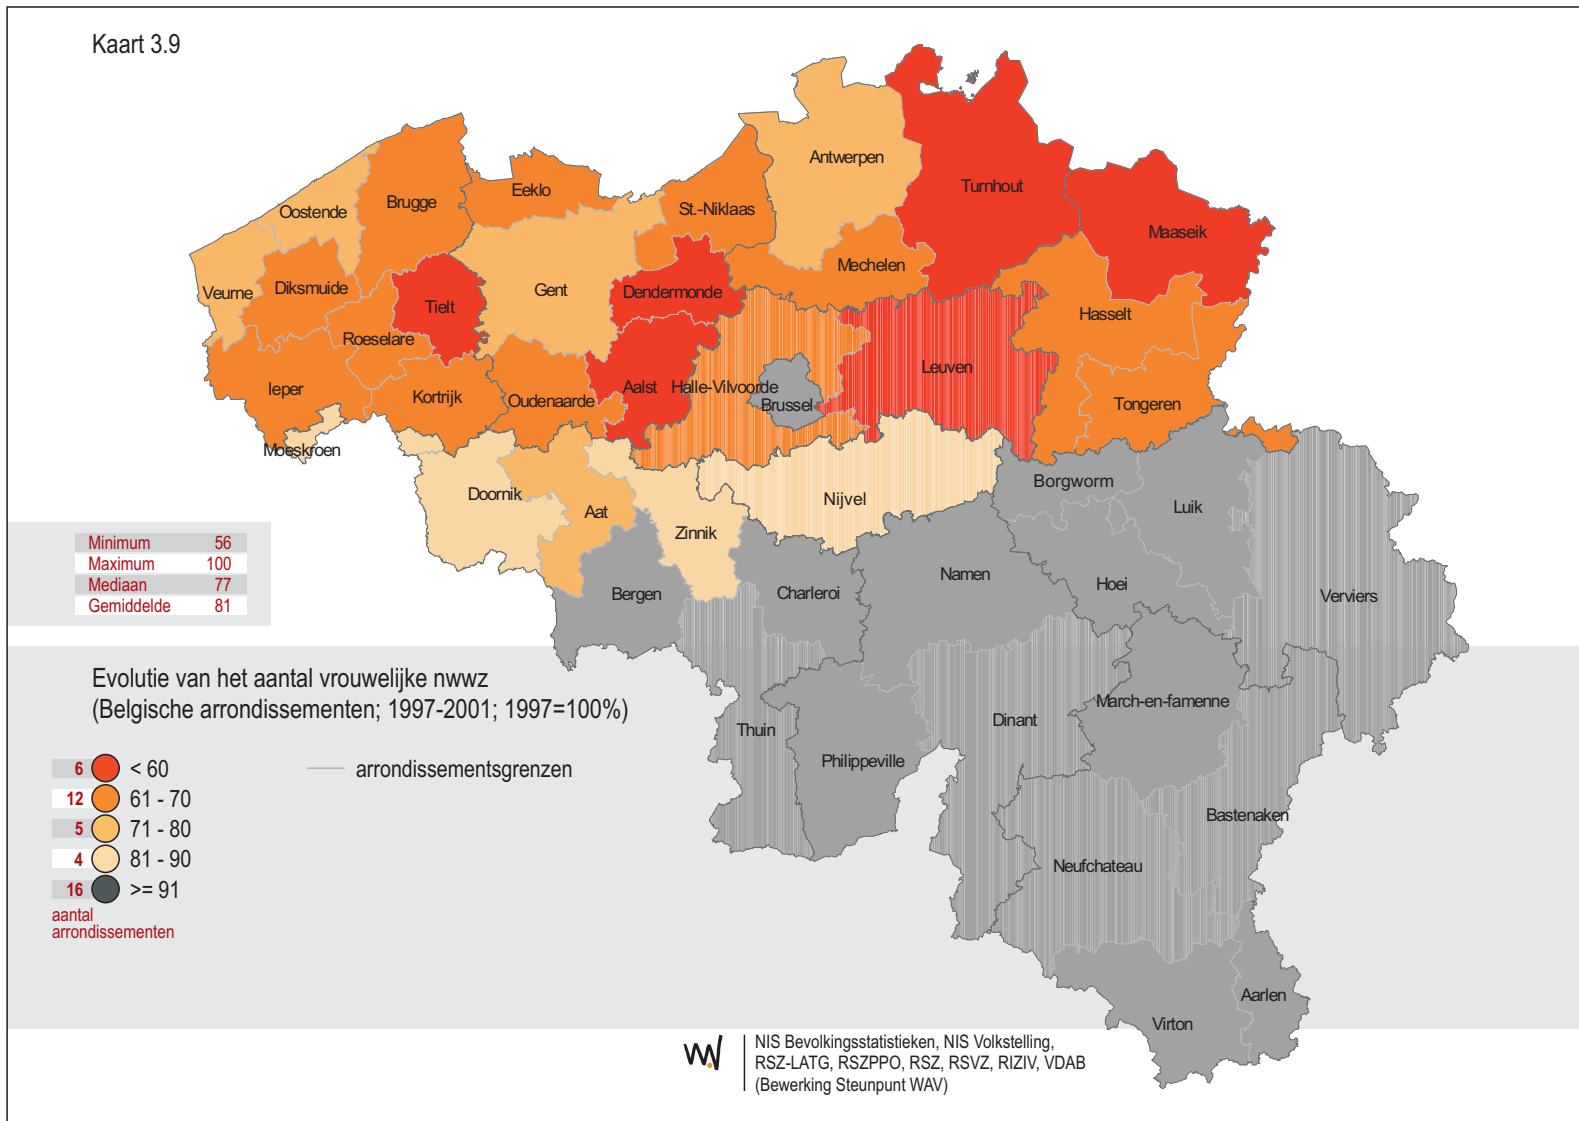 Kaart 3.9
Antwerpen
Turnhout
Maaseik
Eeklo
Brugge
St.-Niklaas
Oostende
Mechelen
Veurne
Diksmuide
Tielt
Gent
Dendermonde
Hasselt
Roeselare
Ieper
Kortrijk
Oudenaarde
Aalst
Halle-Vilvoorde
Brussel
Leuven
Tongeren
Moeskroen
Doornik
Aat
Zinnik
Nijvel
Borgworm
Luik
Bergen
Charleroi
Namen
Hoei
Verviers
Thuin
Philippeville
Dinant
March-en-famenne
Neufchateau
Bastenaken
Virton
Aarlen
Minimum 56
Maximum 100
Mediaan 77
Gemiddelde 81
Evolutie van het aantal vrouwelijke nwwz
(Belgische arrondissementen; 1997-2001; 1997=100%)
6 < 60
12 61 - 70
5 71 - 80
4 81 - 90
16 >= 91
aantal
arrondissementen
arrondissementsgrenzen
NIS Bevolkingsstatistieken, NIS Volkstelling,
RSZ-LATG, RSZPPO, RSZ, RSVZ, RIZIV, VDAB
(Bewerking Steunpunt WAV)